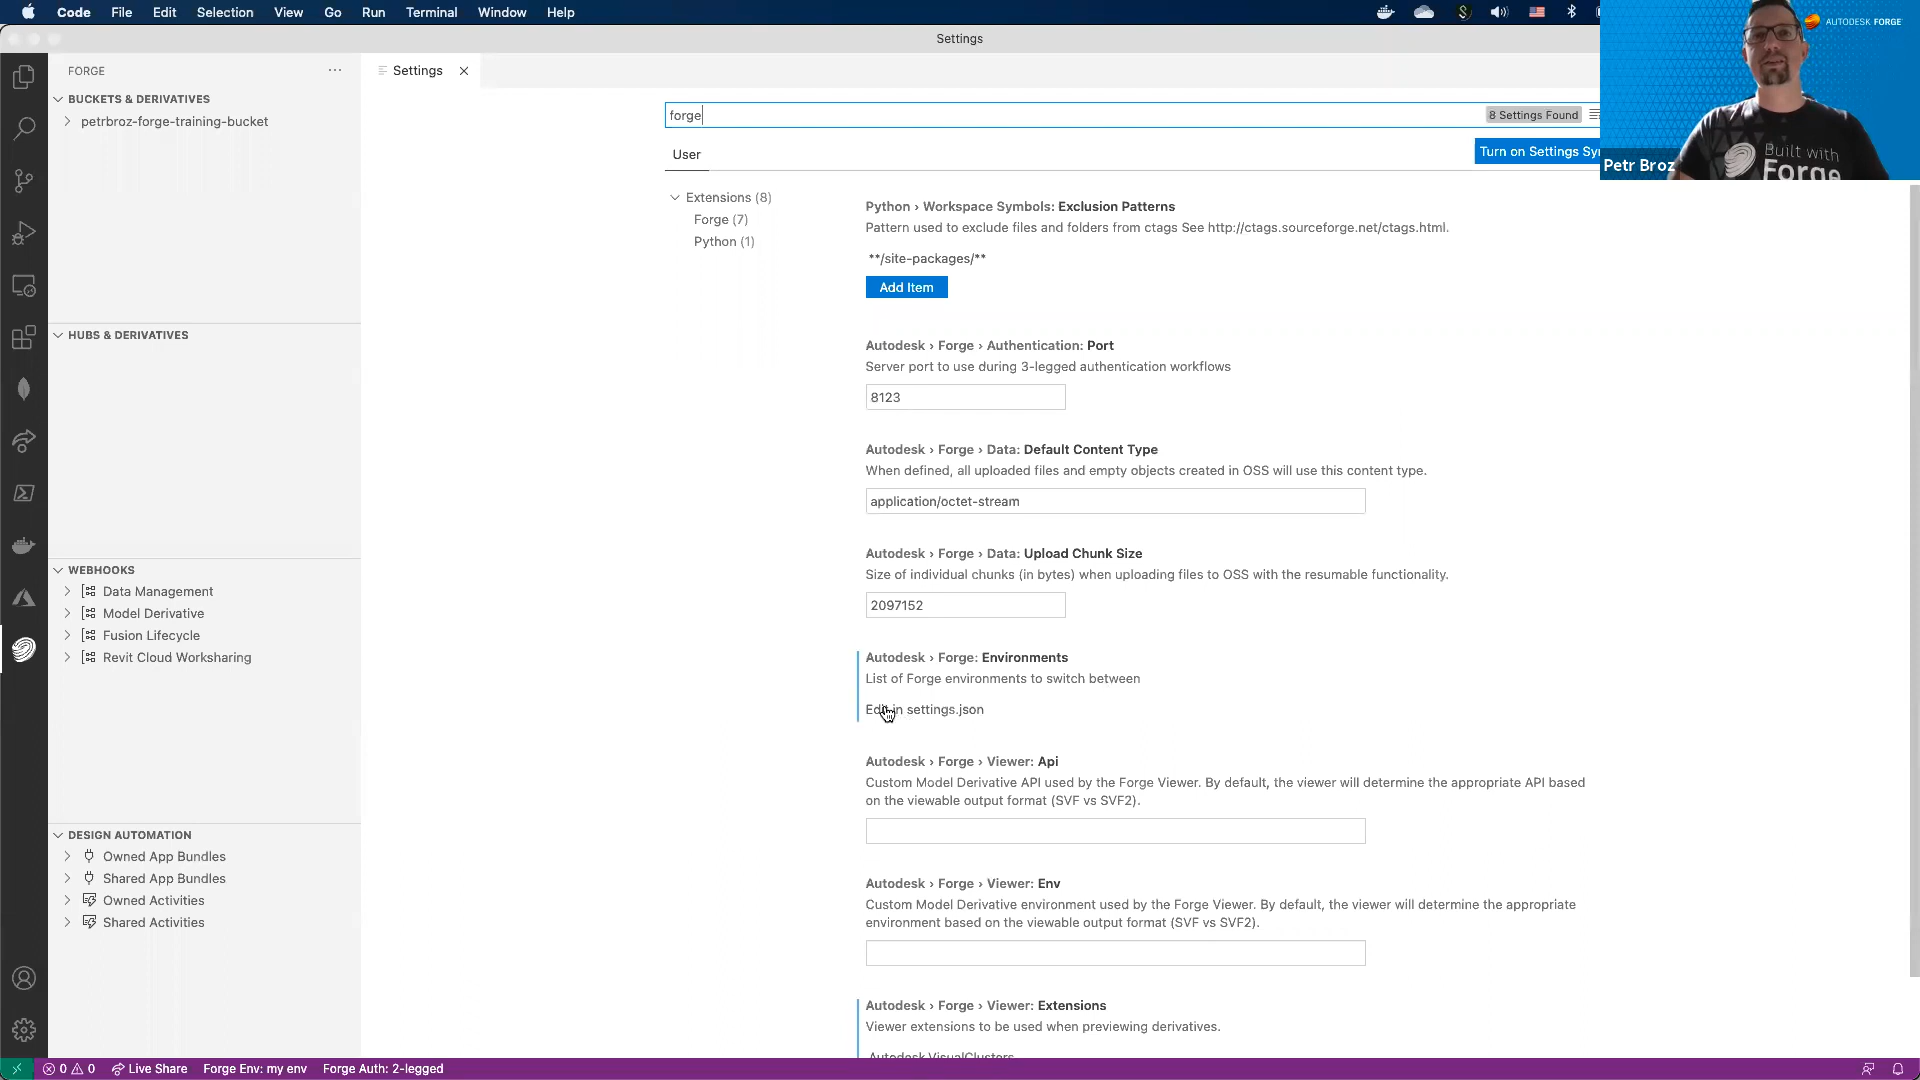 Code File Edit Selection View Go Run Terminal Window Help
Settings
AUTODESK FORGE
Built with
Forge
Petr Broz
FORGE
BUCKETS & DERIVATIVES
petrbroz-forge-training-bucket
HUBS & DERIVATIVES
WEBHOOKS
Data Management
Model Derivative
Fusion Lifecycle
Revit Cloud Worksharing
DESIGN AUTOMATION
Owned App Bundles
Shared App Bundles
Owned Activities
Shared Activities
Settings
forge
8 Settings Found
User
Turn on Settings Sy
Extensions (8)
Forge (7)
Python (1)
Python › Workspace Symbols: Exclusion Patterns
Pattern used to exclude files and folders from ctags See http://ctags.sourceforge.net/ctags.html.
**/site-packages/**
Add Item
Autodesk › Forge › Authentication: Port
Server port to use during 3-legged authentication workflows
8123
Autodesk › Forge › Data: Default Content Type
When defined, all uploaded files and empty objects created in OSS will use this content type.
application/octet-stream
Autodesk › Forge › Data: Upload Chunk Size
Size of individual chunks (in bytes) when uploading files to OSS with the resumable functionality.
2097152
Autodesk › Forge: Environments
List of Forge environments to switch between
Edit in settings.json
Autodesk › Forge › Viewer: Api
Custom Model Derivative API used by the Forge Viewer. By default, the viewer will determine the appropriate API based
on the viewable output format (SVF vs SVF2).
Autodesk › Forge › Viewer: Env
Custom Model Derivative environment used by the Forge Viewer. By default, the viewer will determine the appropriate
environment based on the viewable output format (SVF vs SVF2).
Autodesk › Forge › Viewer: Extensions
Viewer extensions to be used when previewing derivatives.
Autodesk.VisualClusters
0 0 Live Share Forge Env: my env Forge Auth: 2-legged